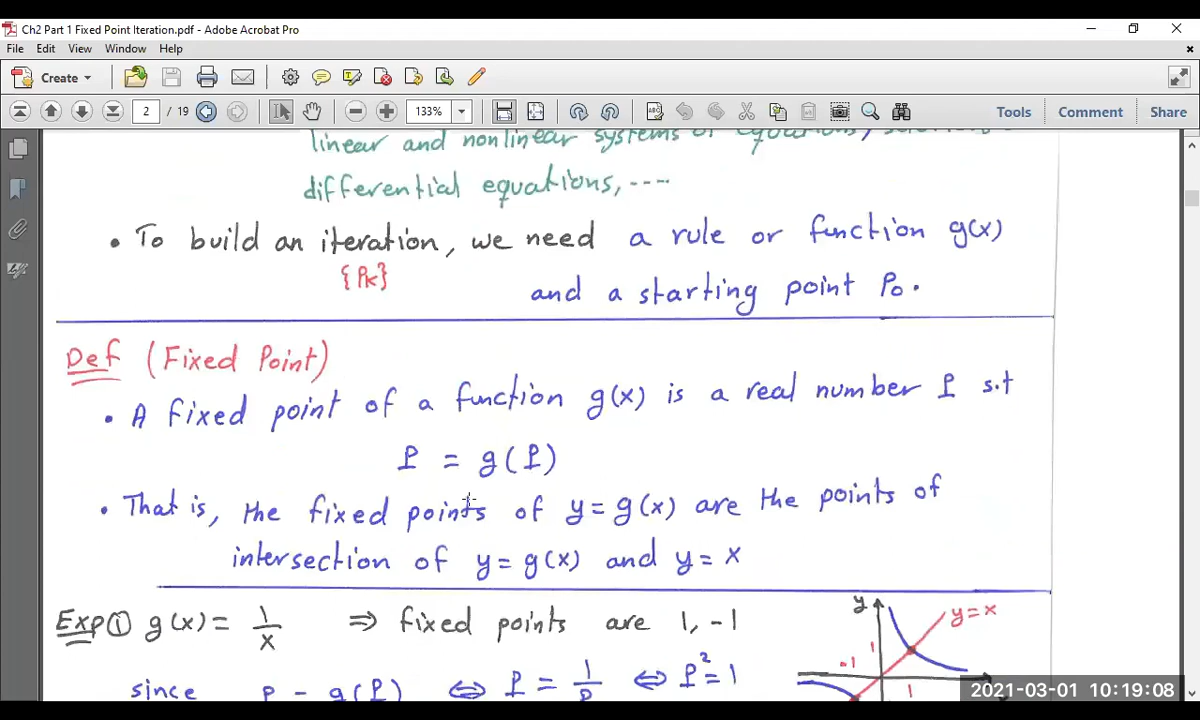 Ch2 Part 1 Fixed Point Iteration.pdf - Adobe Acrobat Pro
File Edit View Window Help
Create
2 / 19 133% Tools Comment Share
linear and nonlinear systems of equations,
differential equations, ----
• To build an iteration, we need a rule or function g(x)
{Pk}
and a starting point P0.
Def (Fixed Point)
• A fixed point of a function g(x) is a real number P s.t
P = g(P)
• That is, the fixed points of y = g(x) are the points of
intersection of y = g(x) and y = x
Exp① g(x) = 1/x ⇒ fixed points are 1, -1
y
y = x
1
-1
1
since P = g(P) ⇔ P = 1/P ⇔ P² = 1
2021-03-01 10:19:08